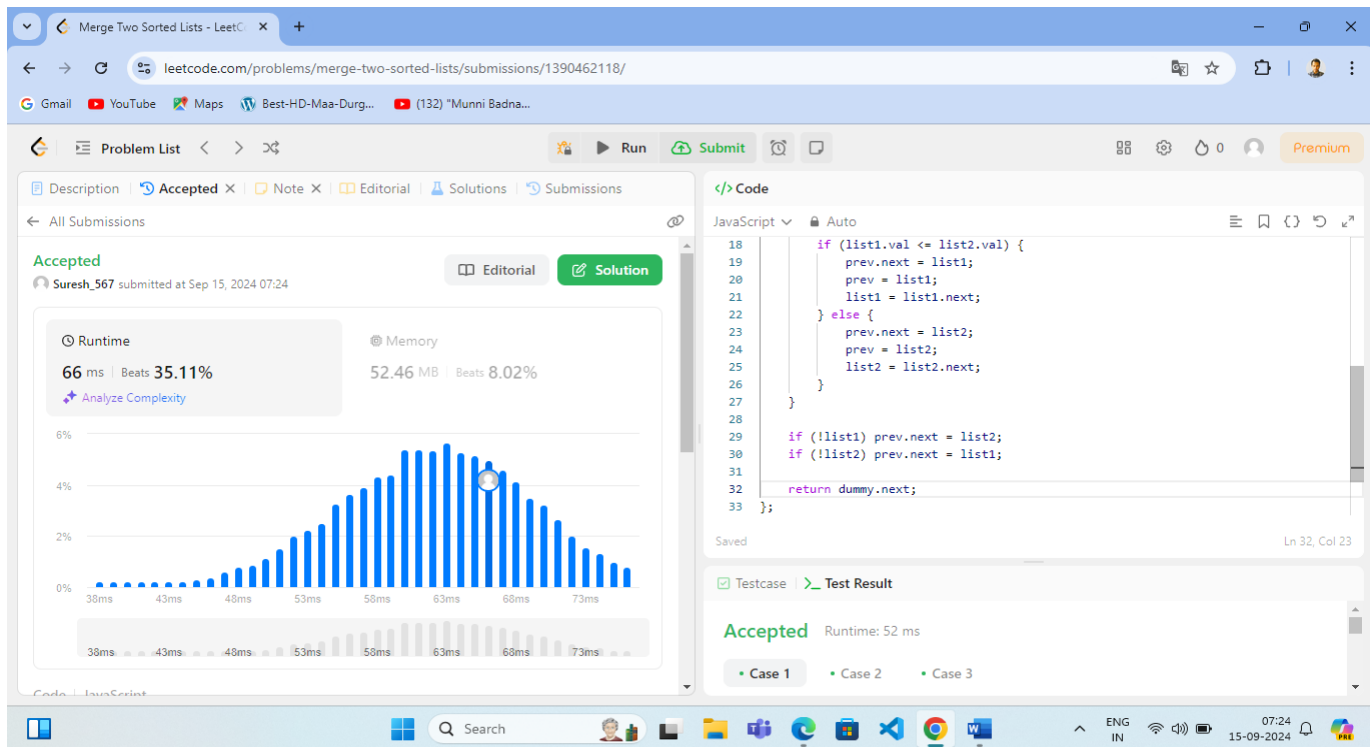 Merge Two Sorted Lists - LeetC
leetcode.com/problems/merge-two-sorted-lists/submissions/1390462118/
Gmail YouTube Maps Best-HD-Maa-Durg... (132) "Munni Badna...
Problem List Run Submit 0 Premium
Description Accepted Note Editorial Solutions Submissions
All Submissions
Accepted
Suresh_567 submitted at Sep 15, 2024 07:24
Editorial Solution
Runtime
66 ms Beats 35.11%
Analyze Complexity
Memory
52.46 MB Beats 8.02%
6%
4%
2%
0%
38ms 43ms 48ms 53ms 58ms 63ms 68ms 73ms
38ms 43ms 48ms 53ms 58ms 63ms 68ms 73ms
Code JavaScript
</> Code
JavaScript Auto
18 if (list1.val <= list2.val) {
19 prev.next = list1;
20 prev = list1;
21 list1 = list1.next;
22 } else {
23 prev.next = list2;
24 prev = list2;
25 list2 = list2.next;
26 }
27 }
28
29 if (!list1) prev.next = list2;
30 if (!list2) prev.next = list1;
31
32 return dummy.next;
33 };
Saved Ln 32, Col 23
Testcase >_ Test Result
Accepted Runtime: 52 ms
• Case 1 • Case 2 • Case 3
Search
ENG
IN
07:24
15-09-2024
PRE